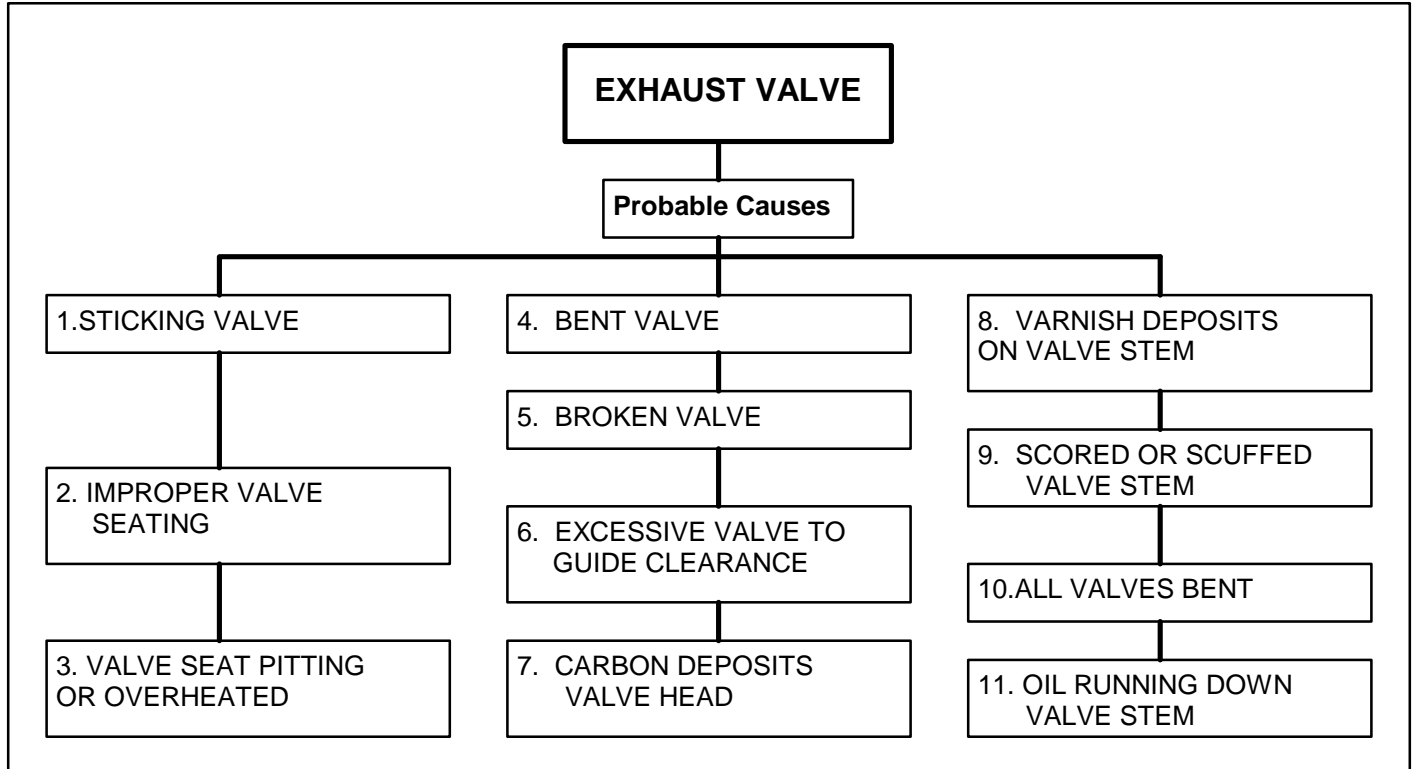 EXHAUST VALVE
Probable Causes
1.STICKING VALVE
2. IMPROPER VALVE
SEATING
3. VALVE SEAT PITTING
OR OVERHEATED
4. BENT VALVE
5. BROKEN VALVE
6. EXCESSIVE VALVE TO
GUIDE CLEARANCE
7. CARBON DEPOSITS
VALVE HEAD
8. VARNISH DEPOSITS
ON VALVE STEM
9. SCORED OR SCUFFED
VALVE STEM
10.ALL VALVES BENT
11. OIL RUNNING DOWN
VALVE STEM